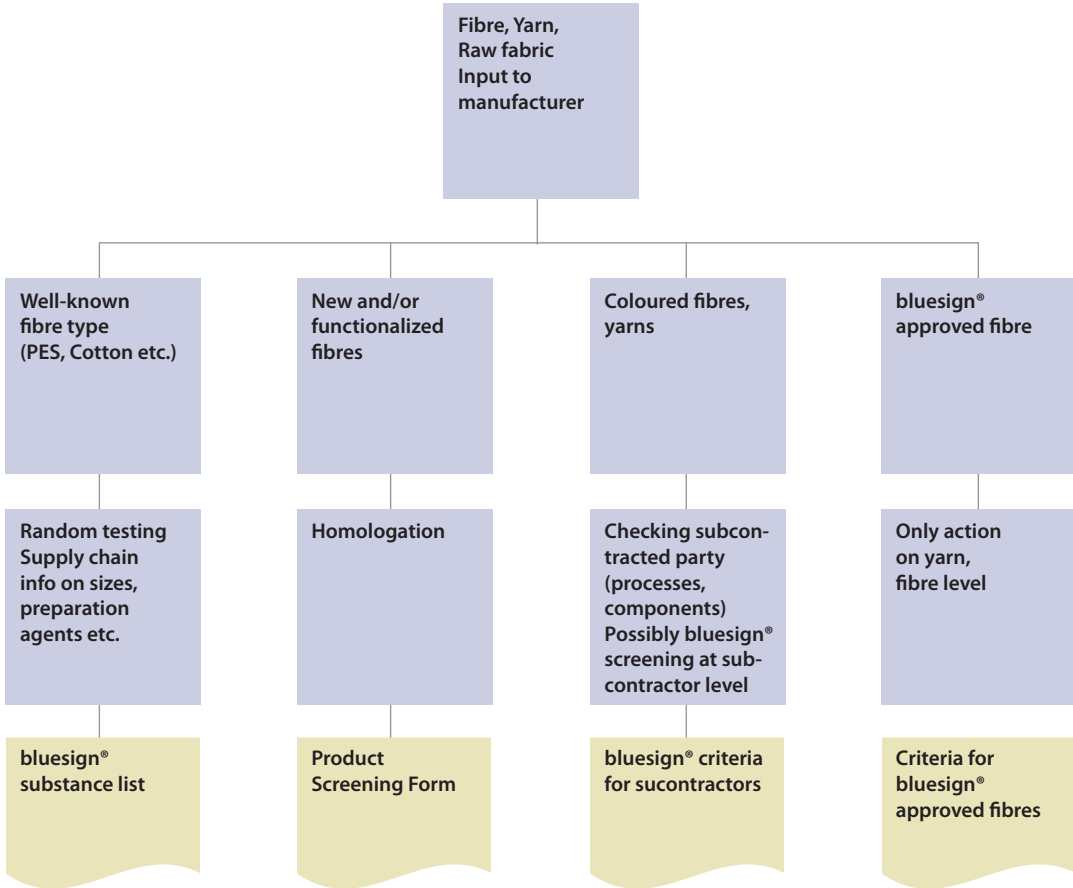 Fibre, Yarn,
Raw fabric
Input to
manufacturer
Well-known
fibre type
(PES, Cotton etc.)
New and/or
functionalized
fibres
Coloured fibres,
yarns
bluesign®
approved fibre
Random testing
Supply chain
info on sizes,
preparation
agents etc.
Homologation
Checking subcon-
tracted party
(processes,
components)
Possibly bluesign®
screening at sub-
contractor level
Only action
on yarn,
fibre level
bluesign®
substance list
Product
Screening Form
bluesign® criteria
for sucontractors
Criteria for
bluesign®
approved fibres